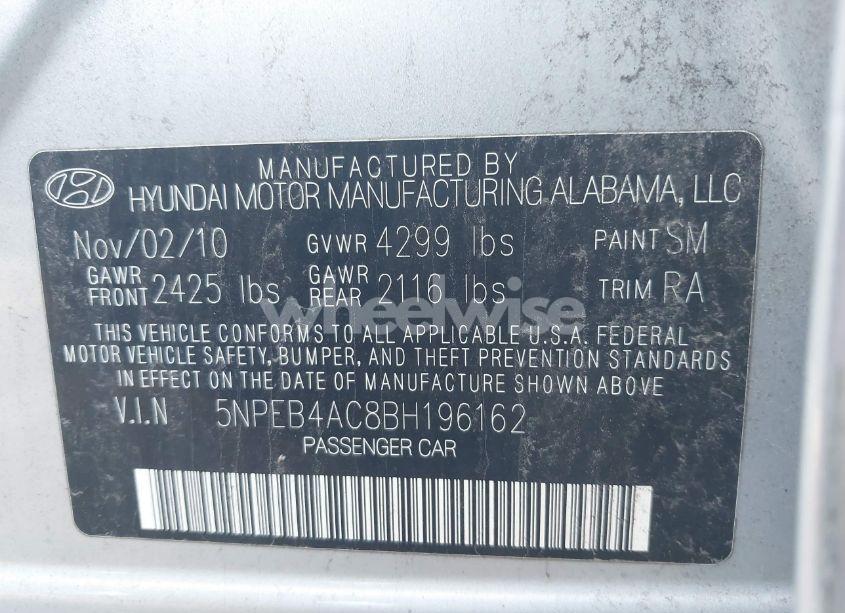 MANUFACTURED BY
HYUNDAI MOTOR MANUFACTURING ALABAMA, LLC
Nov/02/10 GVWR 4299 lbs PAINT SM
GAWR FRONT 2425 lbs GAWR REAR 2116 lbs TRIM RA
wheelwise
THIS VEHICLE CONFORMS TO ALL APPLICABLE U.S.A. FEDERAL
MOTOR VEHICLE SAFETY, BUMPER, AND THEFT PREVENTION STANDARDS
IN EFFECT ON THE DATE OF MANUFACTURE SHOWN ABOVE
V.I.N 5NPEB4AC8BH196162
PASSENGER CAR